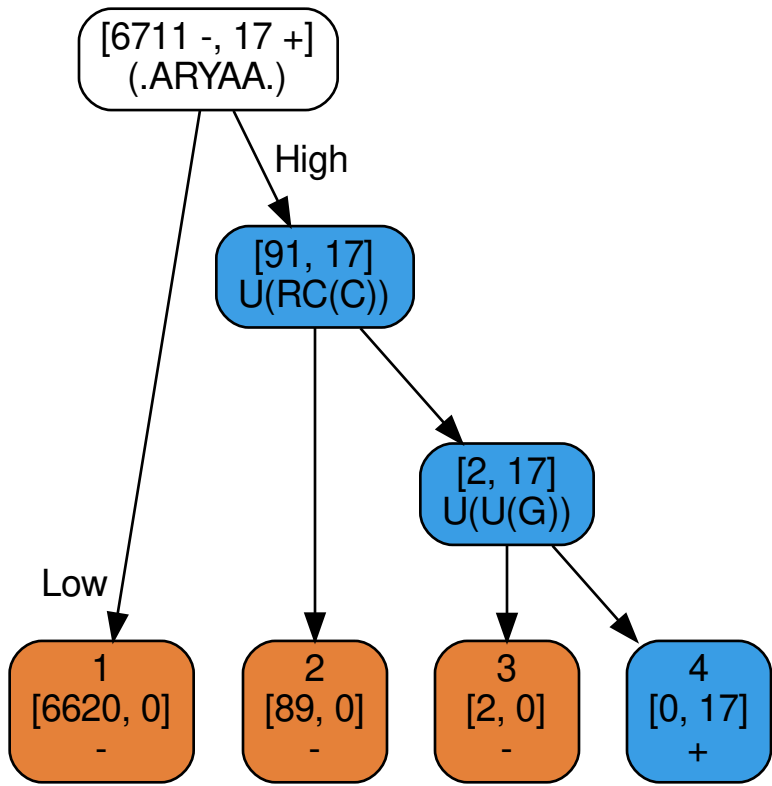 [6711 -, 17 +]
(.ARYAA.)
High
[91, 17]
U(RC(C))
[2, 17]
U(U(G))
Low
1
[6620, 0]
-
2
[89, 0]
-
3
[2, 0]
-
4
[0, 17]
+